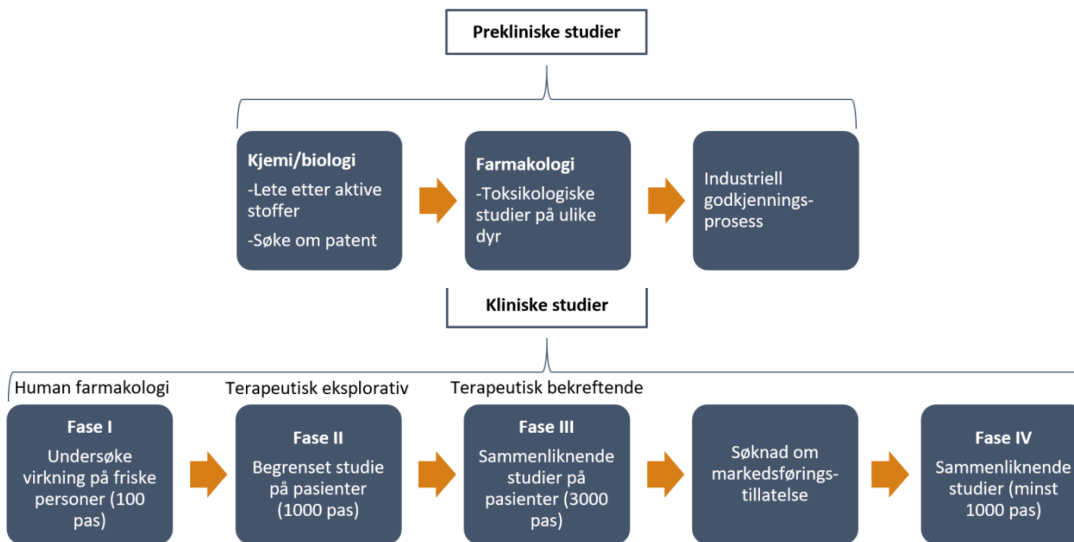 Prekliniske studier
Kjemi/biologi
-Lete etter aktive
stoffer
-Søke om patent
Farmakologi
-Toksikologiske
studier på ulike
dyr
Industriell
godkjennings-
prosess
Kliniske studier
Human farmakologi
Fase I
Undersøke
virkning på friske
personer (100
pas)
Terapeutisk eksplorativ
Fase II
Begrenset studie
på pasienter
(1000 pas)
Terapeutisk bekreftende
Fase III
Sammenliknende
studier på
pasienter (3000
pas)
Søknad om
markedsførings-
tillatelse
Fase IV
Sammenliknende
studier (minst
1000 pas)